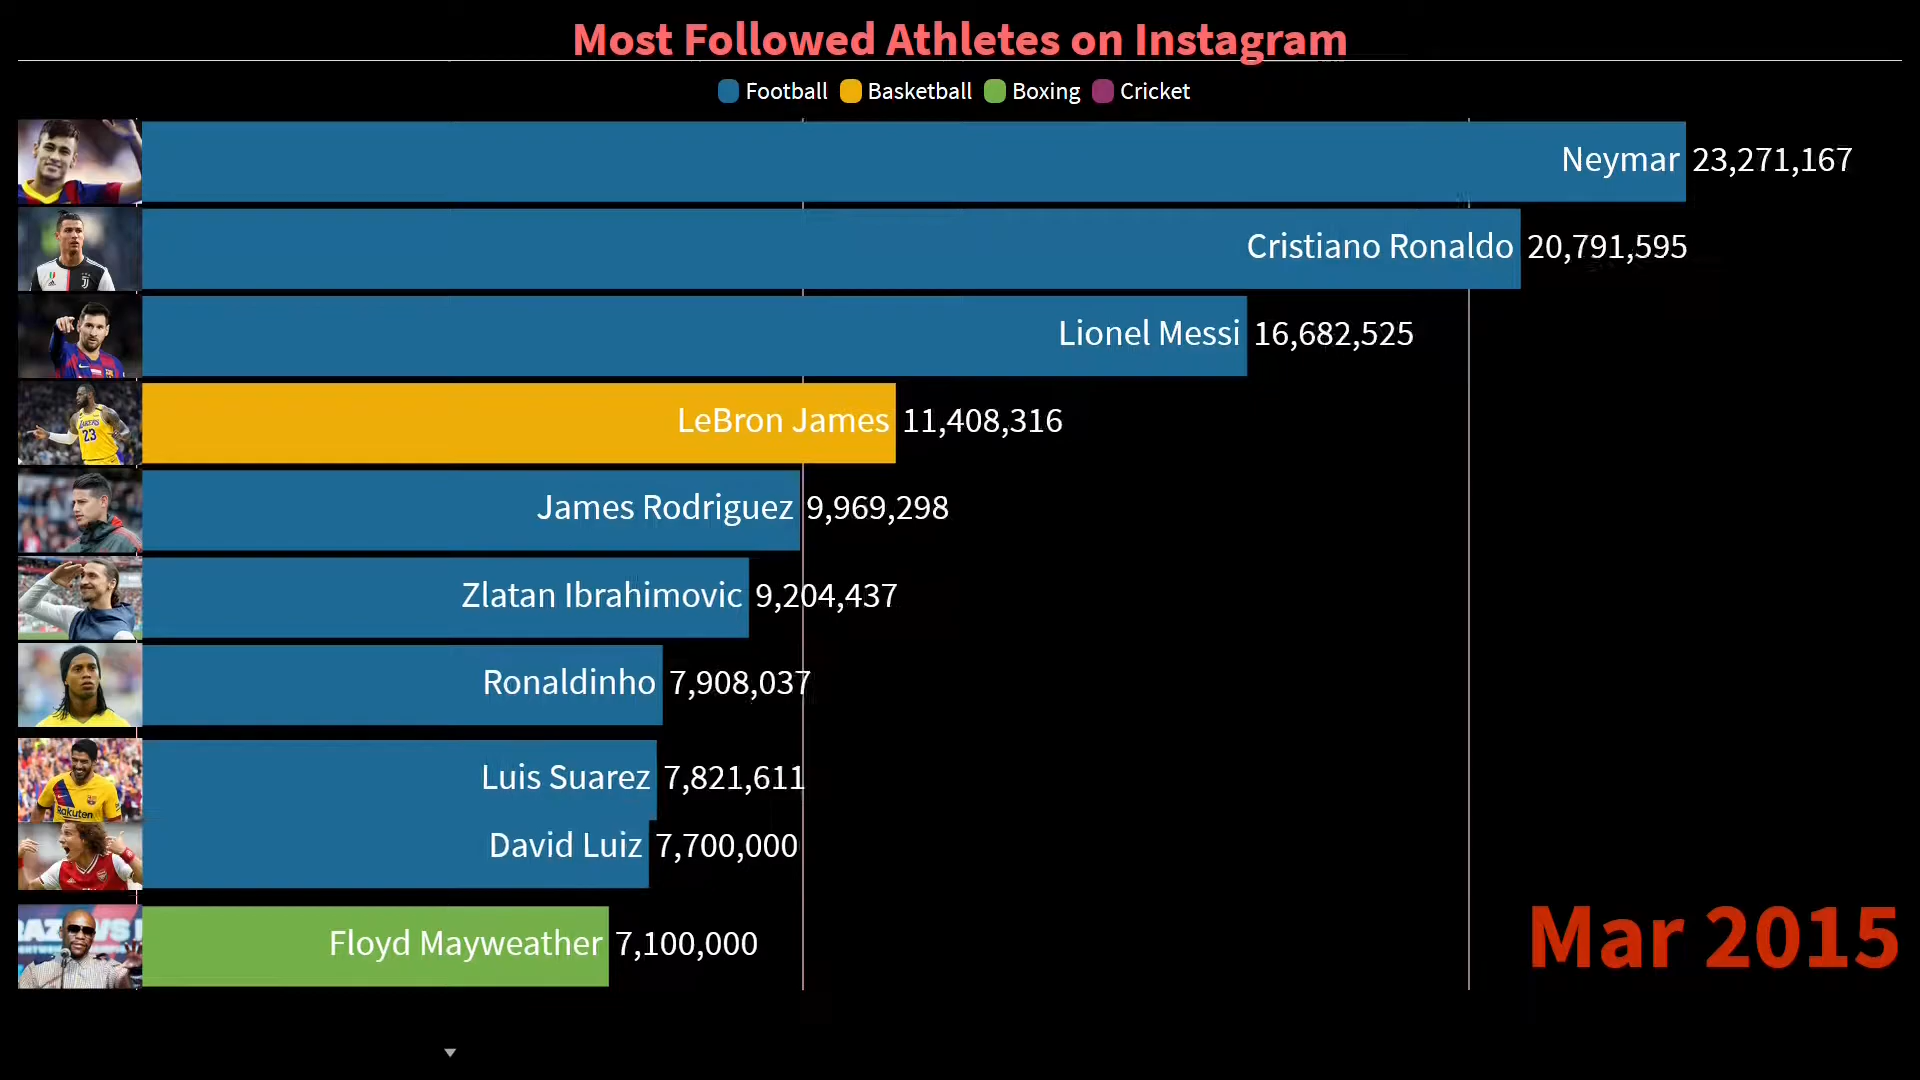 Most Followed Athletes on Instagram
Football Basketball Boxing Cricket
Neymar 23,271,167
Cristiano Ronaldo 20,791,595
Lionel Messi 16,682,525
LAKERS
23
LeBron James 11,408,316
James Rodriguez 9,969,298
Zlatan Ibrahimovic 9,204,437
Ronaldinho 7,908,037
Rakuten
Luis Suarez 7,821,611
David Luiz 7,700,000
Floyd Mayweather 7,100,000
Mar 2015